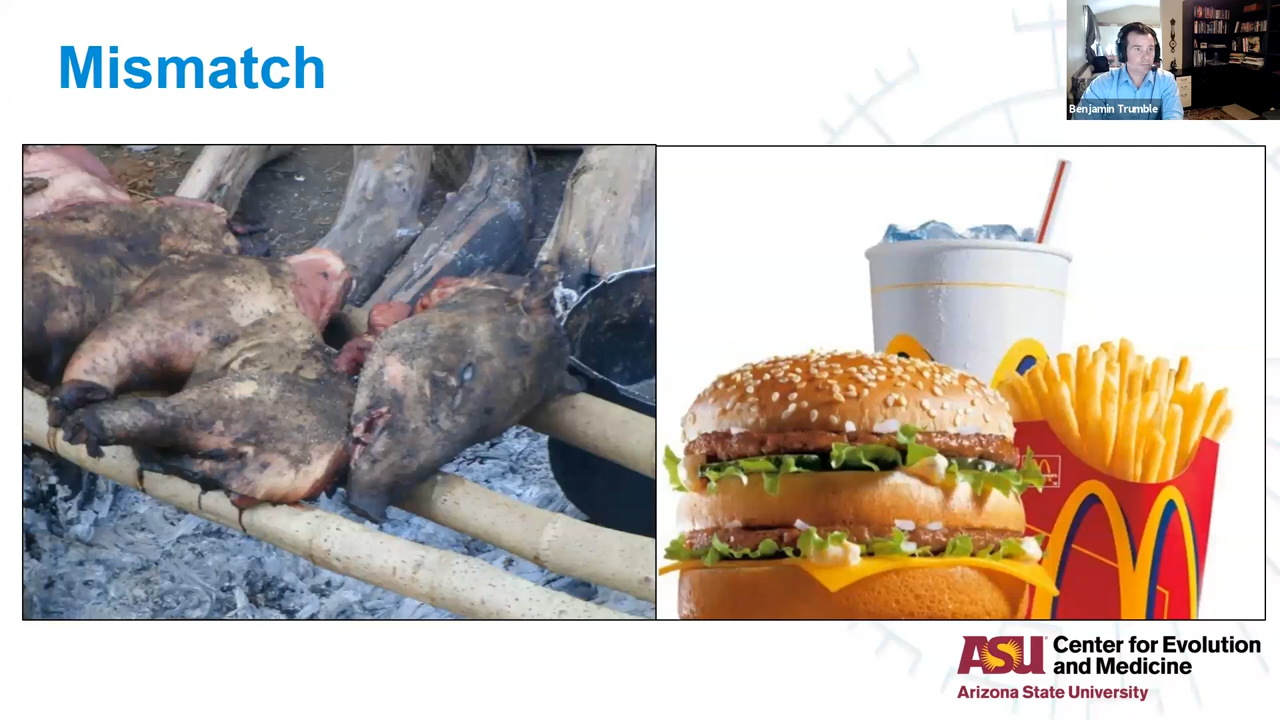 Mismatch
Benjamin Trumble
ASU Center for Evolution
and Medicine
Arizona State University